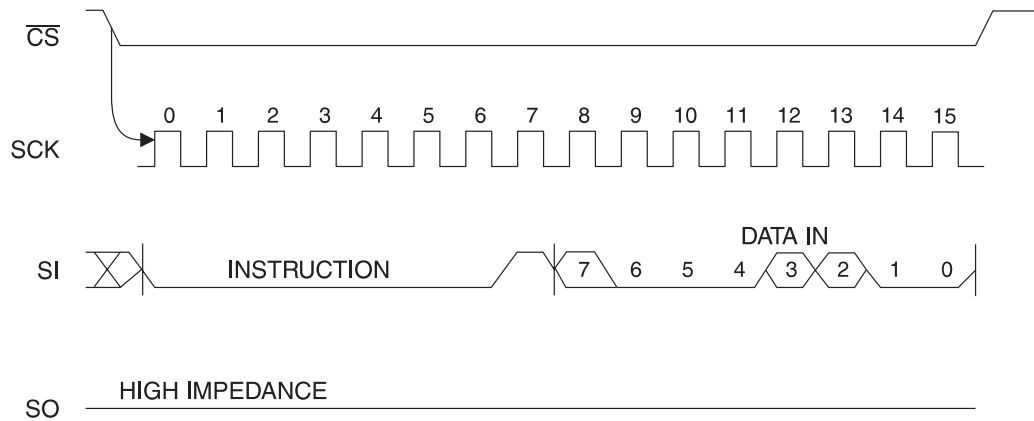 CS
0 1 2 3 4 5 6 7 8 9 10 11 12 13 14 15
SCK
DATA IN
SI INSTRUCTION 7 6 5 4 3 2 1 0
HIGH IMPEDANCE
SO